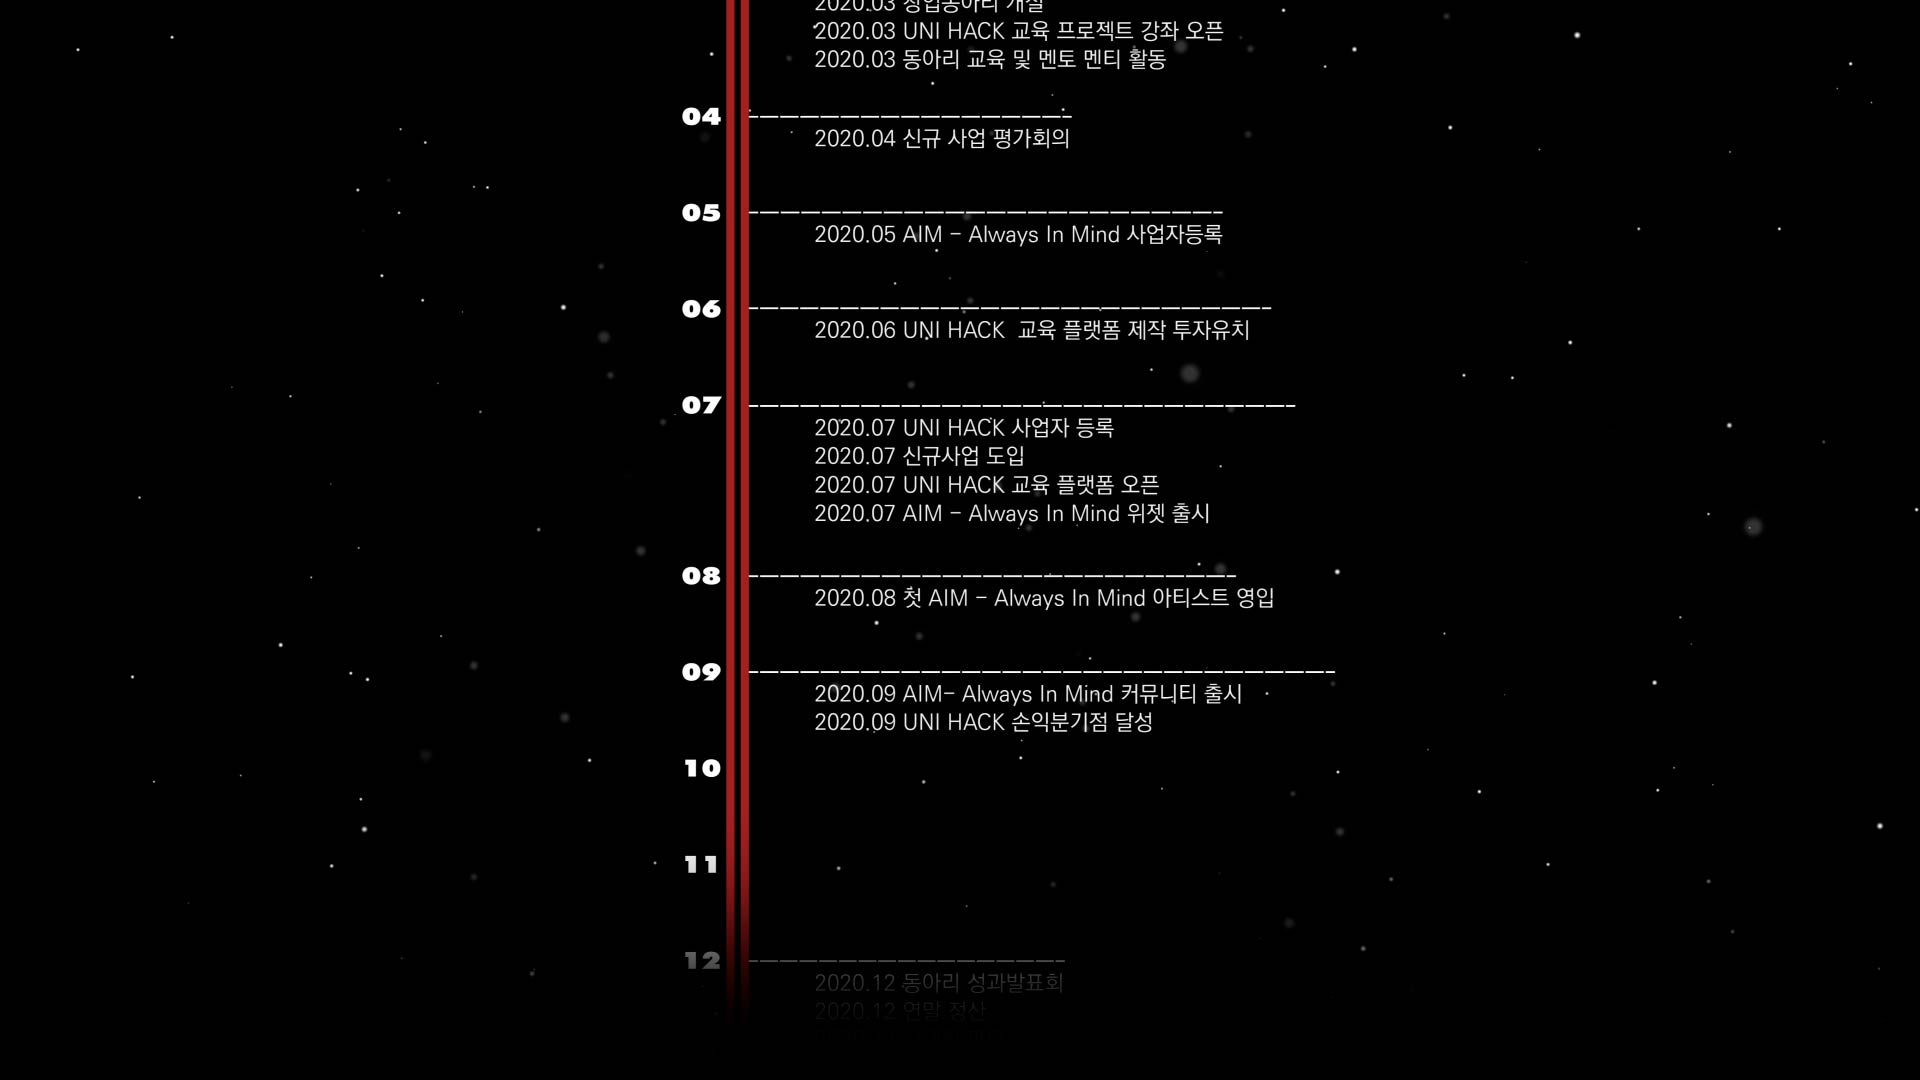 2020.03 창업동아리 개설
2020.03 UNI HACK 교육 프로젝트 강좌 오픈
2020.03 동아리 교육 및 멘토 멘티 활동
04
2020.04 신규 사업 평가회의
05
2020.05 AIM - Always In Mind 사업자등록
06
2020.06 UNI HACK 교육 플랫폼 제작 투자유치
07
2020.07 UNI HACK 사업자 등록
2020.07 신규사업 도입
2020.07 UNI HACK 교육 플랫폼 오픈
2020.07 AIM - Always In Mind 위젯 출시
08
2020.08 첫 AIM - Always In Mind 아티스트 영입
09
2020.09 AIM- Always In Mind 커뮤니티 출시
2020.09 UNI HACK 손익분기점 달성
10
11
12
2020.12 동아리 성과발표회
2020.12 연말 정산